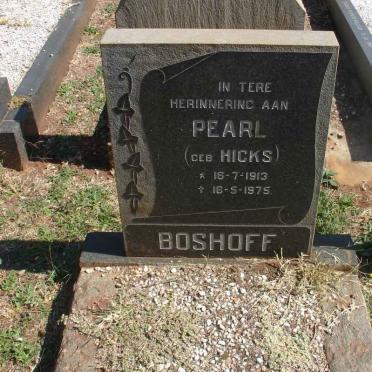 IN TERE
HERINNERING AAN
PEARL
(GEB HICKS)
* 16-7-1913
† 16-5-1975
BOSHOFF